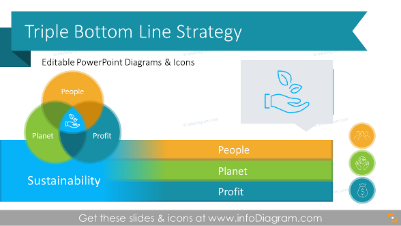 Triple Bottom Line Strategy
Editable PowerPoint Diagrams & Icons
People
Planet
Profit
People
Planet
Sustainability
Profit
Get these slides & icons at www.infoDiagram.com